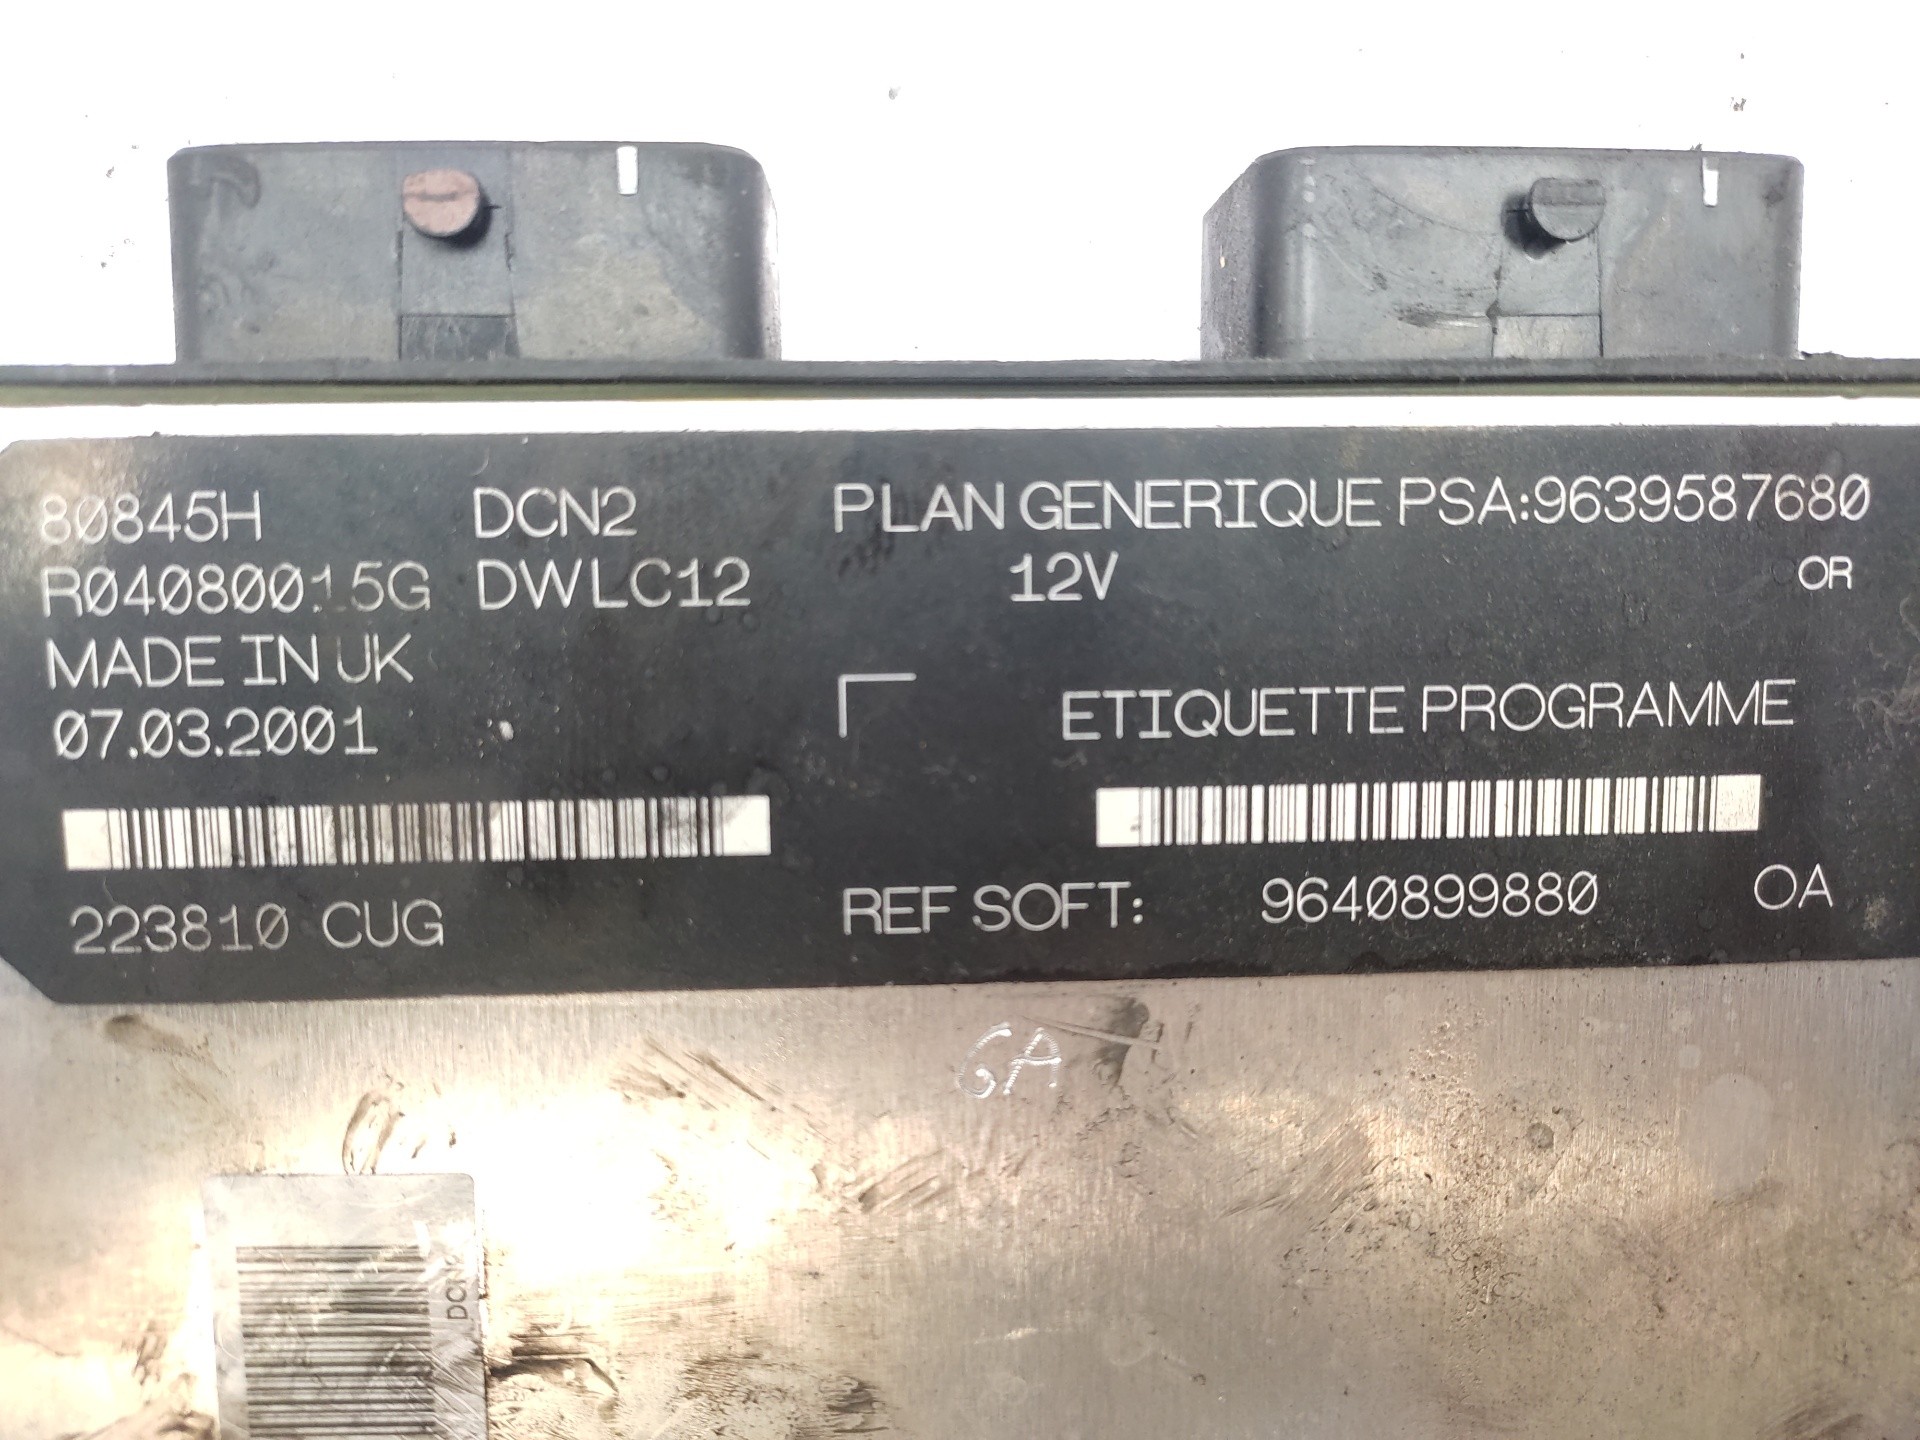 80845H DCN2 PLAN GENERIQUE PSA:9639587680
R04080015G DWLC12 12V OR
MADE IN UK
07.03.2001 ETIQUETTE PROGRAMME
223810 CUG REF SOFT: 9640899880 OA
GA